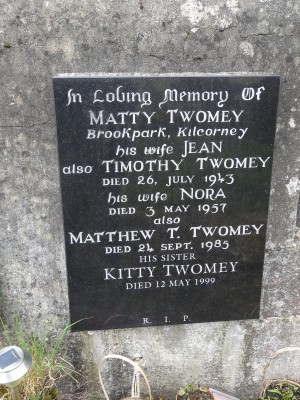 In Loving Memory Of
MATTY TWOMEY
Brookpark, Kilcorney
his wife JEAN
also TIMOTHY TWOMEY
DIED 26, JULY 1943
his wife NORA
DIED 3 MAY 1957
also
MATTHEW T. TWOMEY
DIED 24 SEPT. 1985
HIS SISTER
KITTY TWOMEY
DIED 12 MAY 1999
R. I. P.